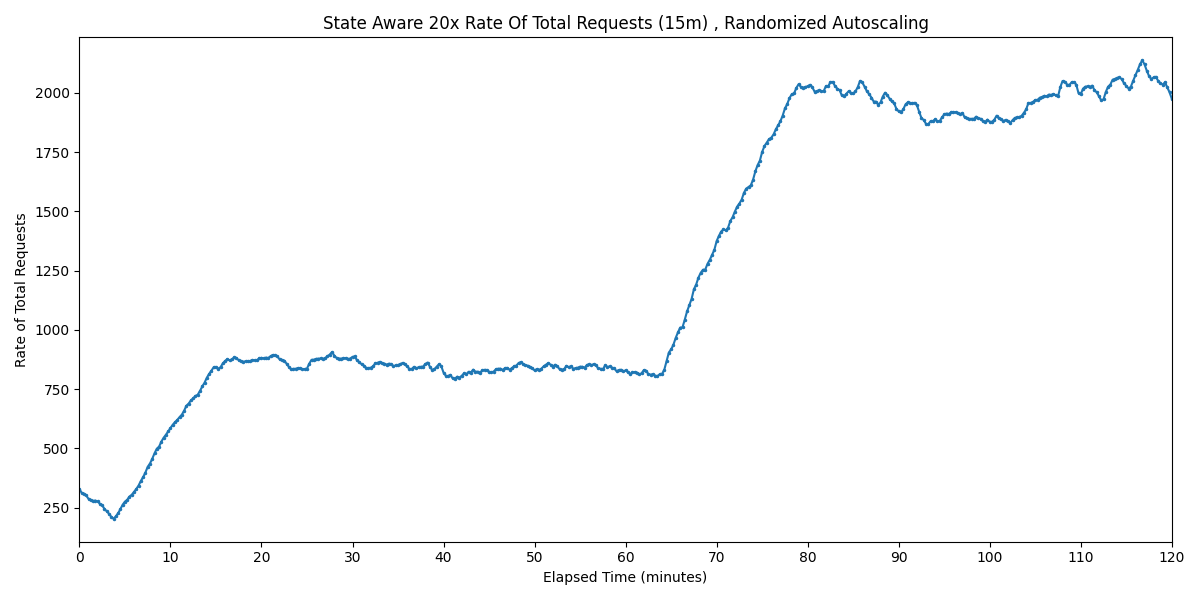 State Aware 20x Rate Of Total Requests (15m) , Randomized Autoscaling
Rate of Total Requests
2000
1750
1500
1250
1000
750
500
250
0 10 20 30 40 50 60 70 80 90 100 110 120
Elapsed Time (minutes)